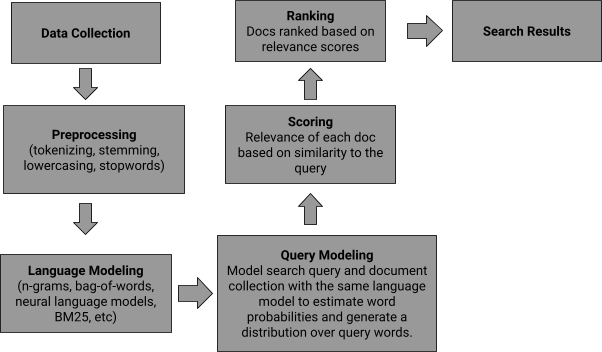 Data Collection
Preprocessing
(tokenizing, stemming,
lowercasing, stopwords)
Language Modeling
(n-grams, bag-of-words,
neural language models,
BM25, etc)
Query Modeling
Model search query and document
collection with the same language
model to estimate word
probabilities and generate a
distribution over query words.
Scoring
Relevance of each doc
based on similarity to the
query
Ranking
Docs ranked based on
relevance scores
Search Results